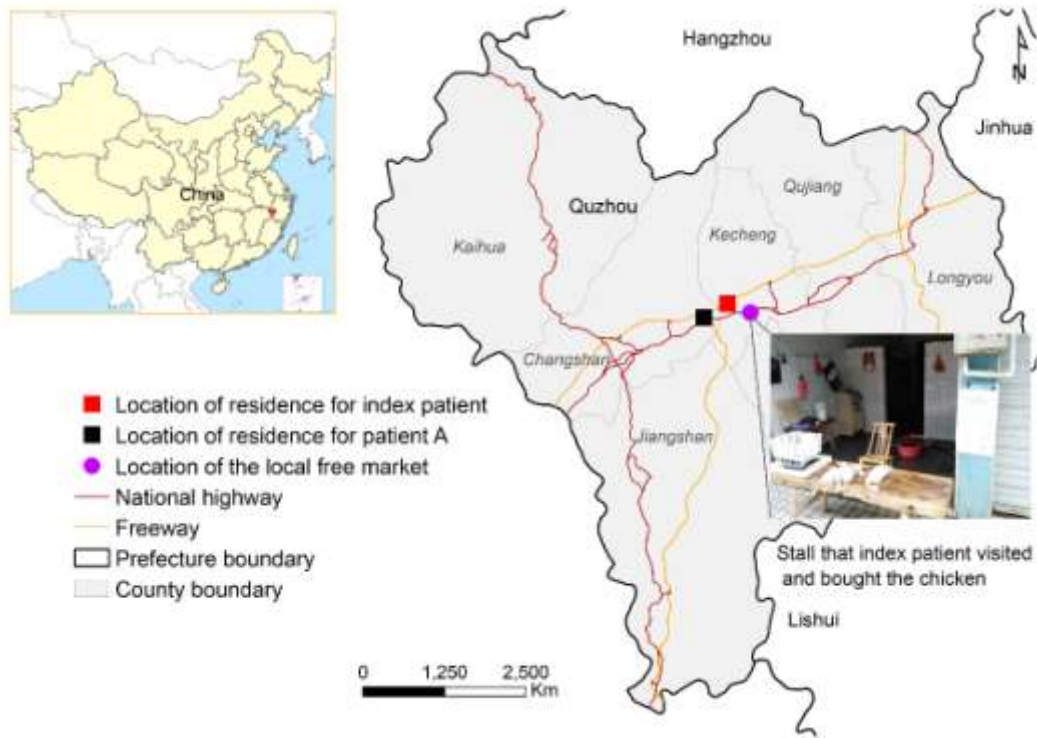 China
Hangzhou
N
Jinhua
Quzhou
Qujiang
Kecheng
Kaihua
Longyou
Changshan
Jiangshan
Location of residence for index patient
Location of residence for patient A
Location of the local free market
National highway
Freeway
Prefecture boundary
County boundary
Stall that index patient visited
and bought the chicken
Lishui
0 1,250 2,500
Km